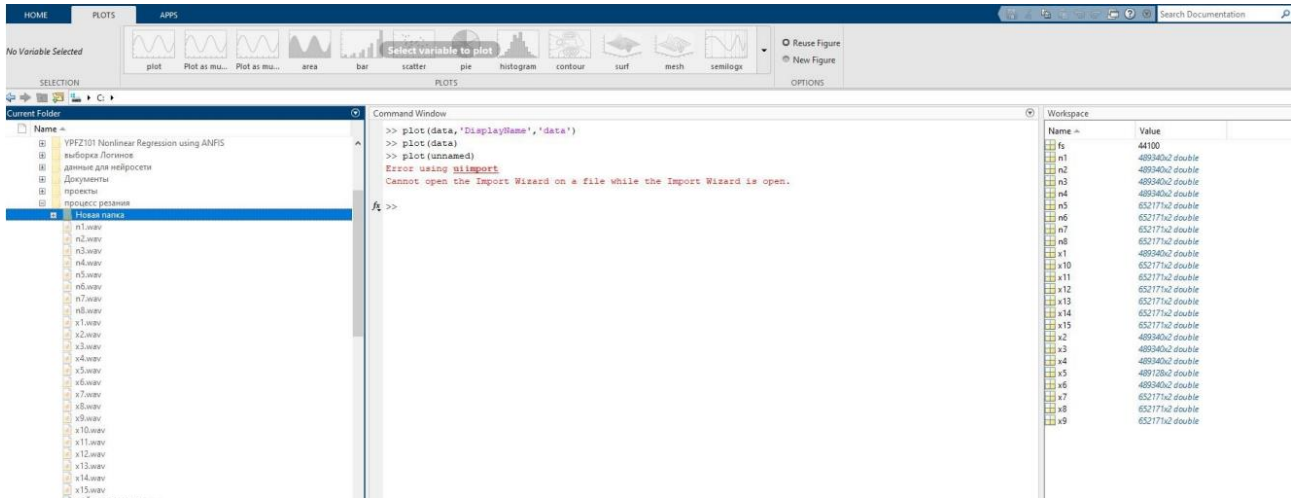 HOME PLOTS APPS
Search Documentation
No Variable Selected
Select variable to plot
plot Plot as mu... Plot as mu... area bar scatter pie histogram contour surf mesh semilogx
Reuse Figure
New Figure
SELECTION PLOTS OPTIONS
C:
Current Folder
Name
YPFZ101 Nonlinear Regression using ANFIS
выборка Логинов
данные для нейросети
Документы
проекты
процесс резания
Новая папка
n1.wav
n2.wav
n3.wav
n4.wav
n5.wav
n6.wav
n7.wav
n8.wav
x1.wav
x2.wav
x3.wav
x4.wav
x5.wav
x6.wav
x7.wav
x8.wav
x9.wav
x10.wav
x11.wav
x12.wav
x13.wav
x14.wav
x15.wav
Command Window
>> plot(data,'DisplayName','data')
>> plot(data)
>> plot(unnamed)
Error using uiimport
Cannot open the Import Wizard on a file while the Import Wizard is open.
fx >>
Workspace
Name Value
fs 44100
n1 489340x2 double
n2 489340x2 double
n3 489340x2 double
n4 489340x2 double
n5 652171x2 double
n6 652171x2 double
n7 652171x2 double
n8 652171x2 double
x1 489340x2 double
x10 652171x2 double
x11 652171x2 double
x12 652171x2 double
x13 652171x2 double
x14 652171x2 double
x15 652171x2 double
x2 489340x2 double
x3 489340x2 double
x4 489340x2 double
x5 489128x2 double
x6 489340x2 double
x7 652171x2 double
x8 652171x2 double
x9 652171x2 double